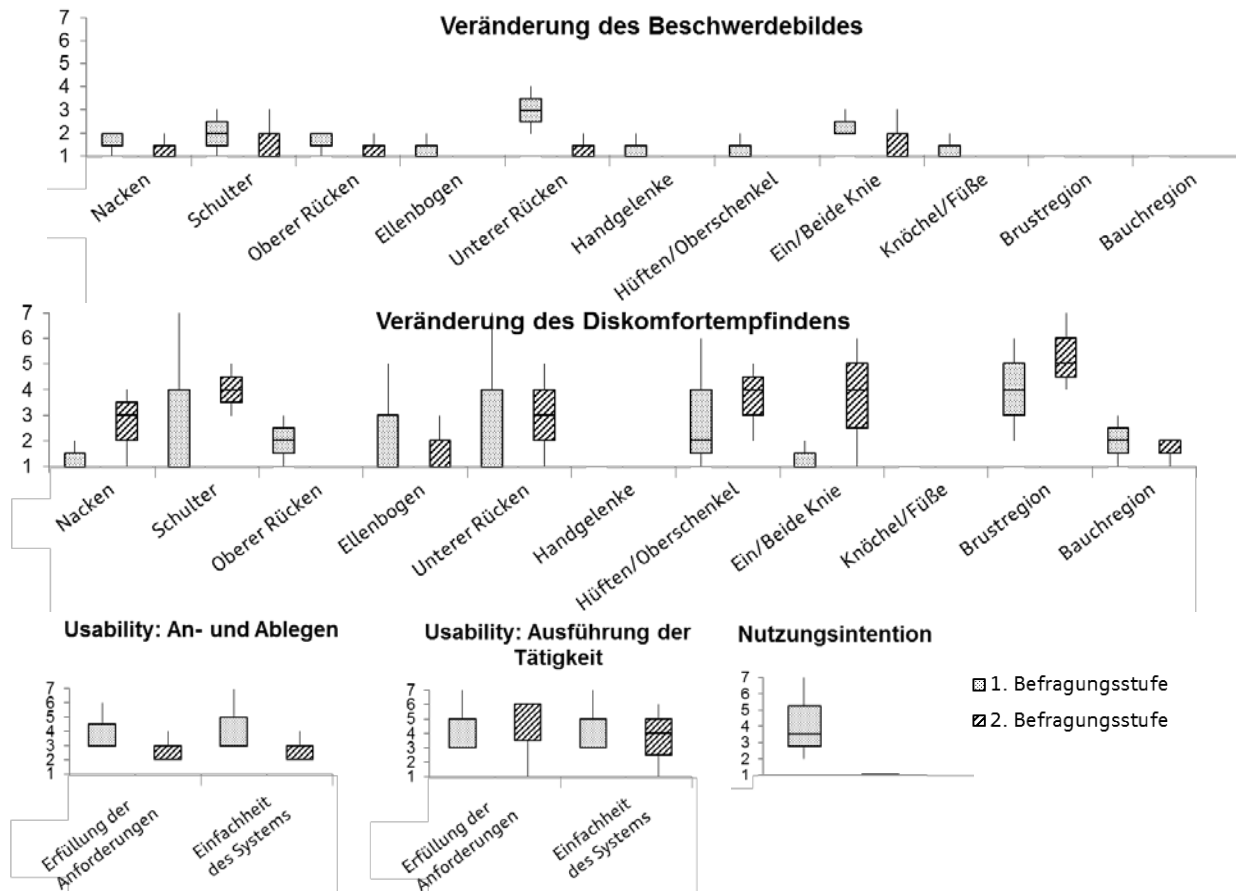 Veränderung des Beschwerdebildes
7
6
5
4
3
2
1
Nacken
Schulter
Oberer Rücken
Ellenbogen
Unterer Rücken
Handgelenke
Hüften/Oberschenkel
Ein/Beide Knie
Knöchel/Füße
Brustregion
Bauchregion
Veränderung des Diskomfortempfindens
7
6
5
4
3
2
1
Nacken
Schulter
Oberer Rücken
Ellenbogen
Unterer Rücken
Handgelenke
Hüften/Oberschenkel
Ein/Beide Knie
Knöchel/Füße
Brustregion
Bauchregion
Usability: An- und Ablegen
7
6
5
4
3
2
1
Erfüllung der
Anforderungen
Einfachheit
des Systems
Usability: Ausführung der
Tätigkeit
7
6
5
4
3
2
1
Erfüllung der
Anforderungen
Einfachheit
des Systems
Nutzungsintention
7
6
5
4
3
2
1
1. Befragungsstufe
2. Befragungsstufe